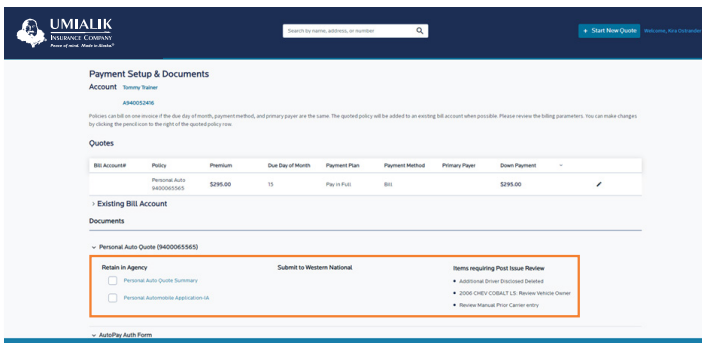 UMIALIK
INSURANCE COMPANY
Peace of mind. Made in Alaska.®
Search by name, address, or number
+ Start New Quote
Welcome, Kira Ostrander
Payment Setup & Documents
Account Tommy Trainer
A940052416
Policies can bill on one invoice if the due day of month, payment method, and primary payer are the same. The quoted policy will be added to an existing bill account when possible. Please review the billing parameters. You can make changes
by clicking the pencil icon to the right of the quoted policy row.
Quotes
Bill Account# Policy Premium Due Day of Month Payment Plan Payment Method Primary Payer Down Payment
Personal Auto
9400065565 $295.00 15 Pay in Full Bill $295.00
Existing Bill Account
Documents
Personal Auto Quote (9400065565)
Retain in Agency Submit to Western National Items requiring Post Issue Review
Personal Auto Quote Summary
Personal Automobile Application-IA
• Additional Driver Disclosed Deleted
• 2006 CHEV COBALT LS: Review Vehicle Owner
• Review Manual Prior Carrier entry
AutoPay Auth Form